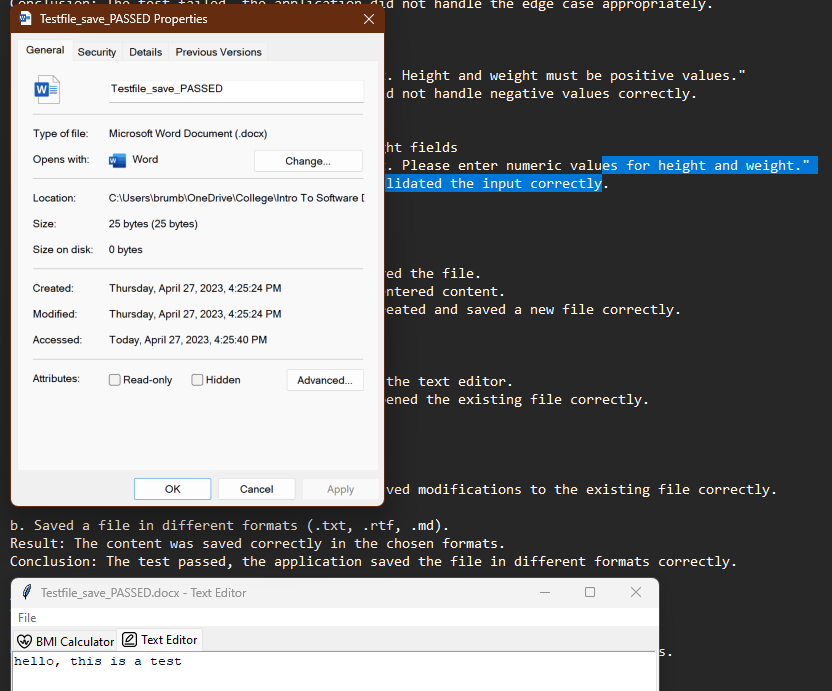 Conclusion: The test failed, the application did not handle the edge case appropriately.
Testfile_save_PASSED Properties
General Security Details Previous Versions
Testfile_save_PASSED
Type of file: Microsoft Word Document (.docx)
Opens with: Word Change...
Location: C:\Users\brumb\OneDrive\College\Intro To Software D
Size: 25 bytes (25 bytes)
Size on disk: 0 bytes
Created: Thursday, April 27, 2023, 4:25:24 PM
Modified: Thursday, April 27, 2023, 4:25:24 PM
Accessed: Today, April 27, 2023, 4:25:40 PM
Attributes: Read-only Hidden Advanced...
OK Cancel Apply
. Height and weight must be positive values."
d not handle negative values correctly.
ht fields
. Please enter numeric values for height and weight."
lidated the input correctly.
ed the file.
ntered content.
eated and saved a new file correctly.
the text editor.
ened the existing file correctly.
ved modifications to the existing file correctly.
b. Saved a file in different formats (.txt, .rtf, .md).
Result: The content was saved correctly in the chosen formats.
Conclusion: The test passed, the application saved the file in different formats correctly.
Testfile_save_PASSED.docx - Text Editor
File
BMI Calculator Text Editor
hello, this is a test
s.